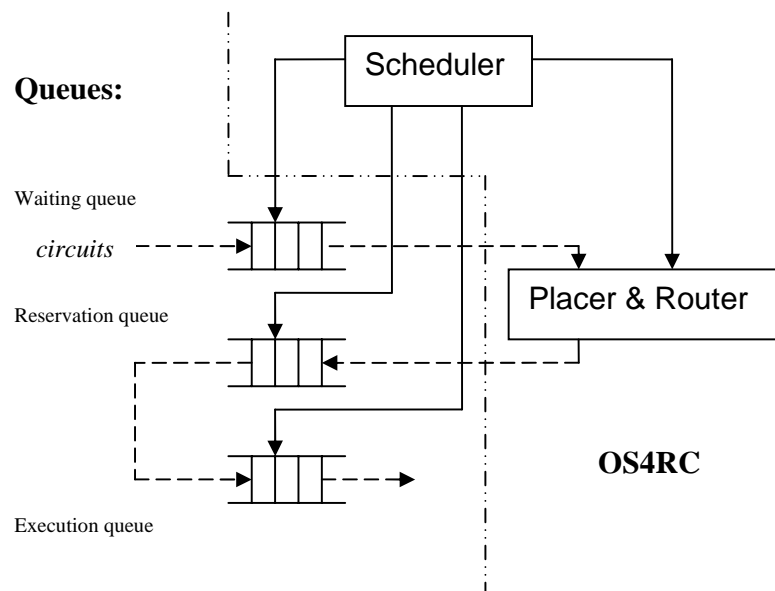 Scheduler
Queues:
Waiting queue
circuits
Placer & Router
Reservation queue
OS4RC
Execution queue